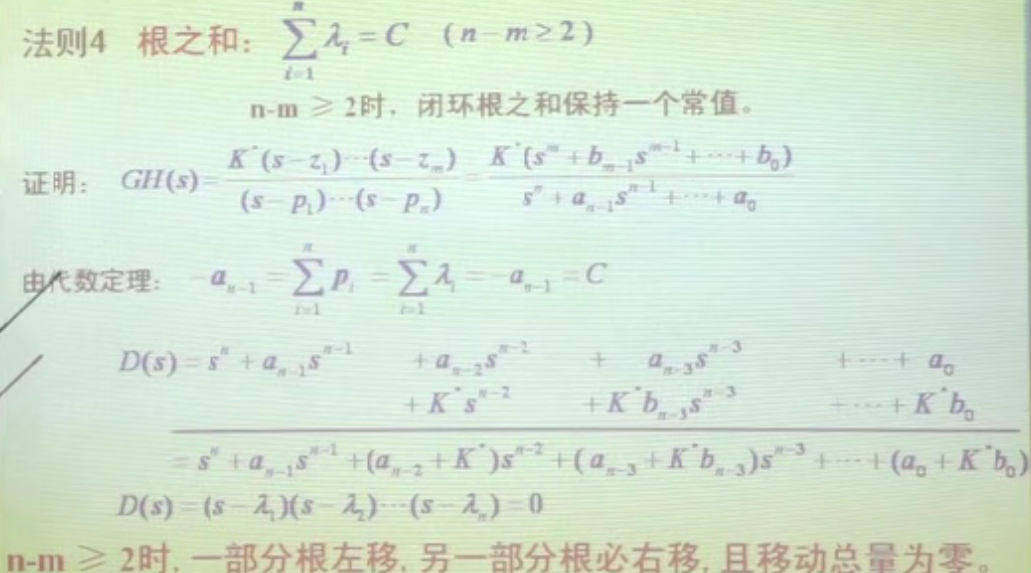 法则4 根之和: $\sum_{i=1}^{n} \lambda_i = C$ $(n-m \geq 2)$
n-m ≥ 2时, 闭环根之和保持一个常值。
证明: $GH(s) = \frac{K^*(s-z_1)\cdots(s-z_m)}{(s-p_1)\cdots(s-p_n)} = \frac{K^*(s^m + b_{m-1}s^{m-1} + \cdots + b_0)}{s^n + a_{n-1}s^{n-1} + \cdots + a_0}$
由代数定理: $-a_{n-1} = \sum_{i=1}^{n} p_i = \sum_{i=1}^{n} \lambda_i = -a_{n-1} = C$
$D(s) = s^n + a_{n-1}s^{n-1} + a_{n-2}s^{n-2} + a_{n-3}s^{n-3} + \cdots + a_0$
$+ K^*s^{n-2} + K^*b_{n-3}s^{n-3} + \cdots + K^*b_0$
$= s^n + a_{n-1}s^{n-1} + (a_{n-2} + K^*)s^{n-2} + (a_{n-3} + K^*b_{n-3})s^{n-3} + \cdots + (a_0 + K^*b_0)$
$D(s) = (s-\lambda_1)(s-\lambda_2)\cdots(s-\lambda_n) = 0$
n-m ≥ 2时, 一部分根左移, 另一部分根必右移, 且移动总量为零。